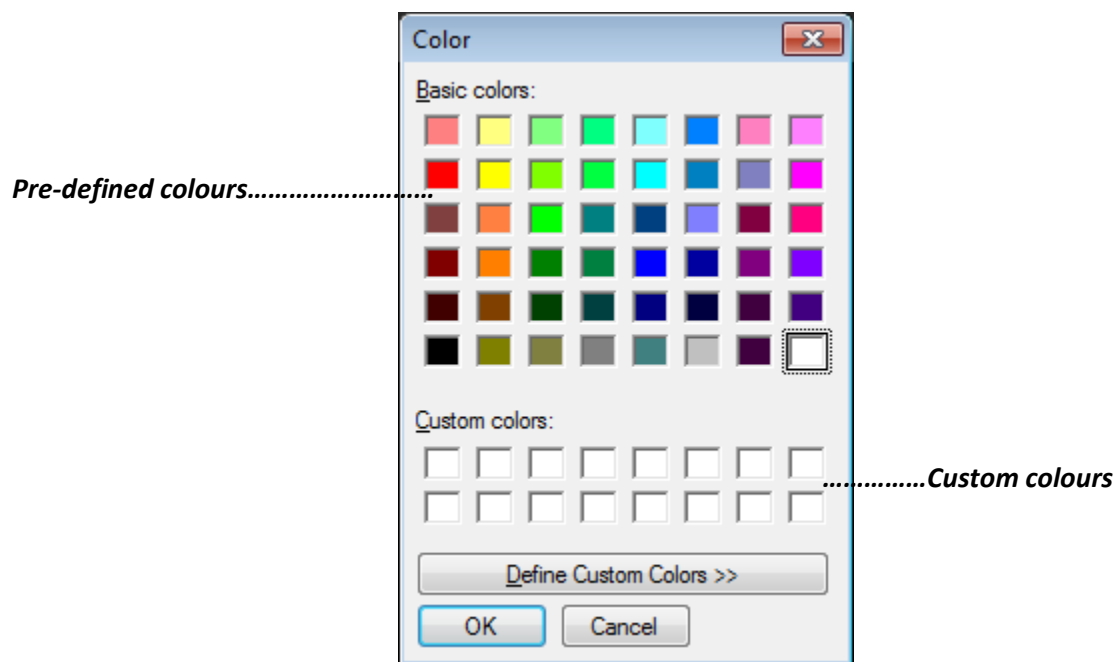 Color
Basic colors:
Pre-defined colours………………………
Custom colors:
……………Custom colours
Define Custom Colors >>
OK Cancel